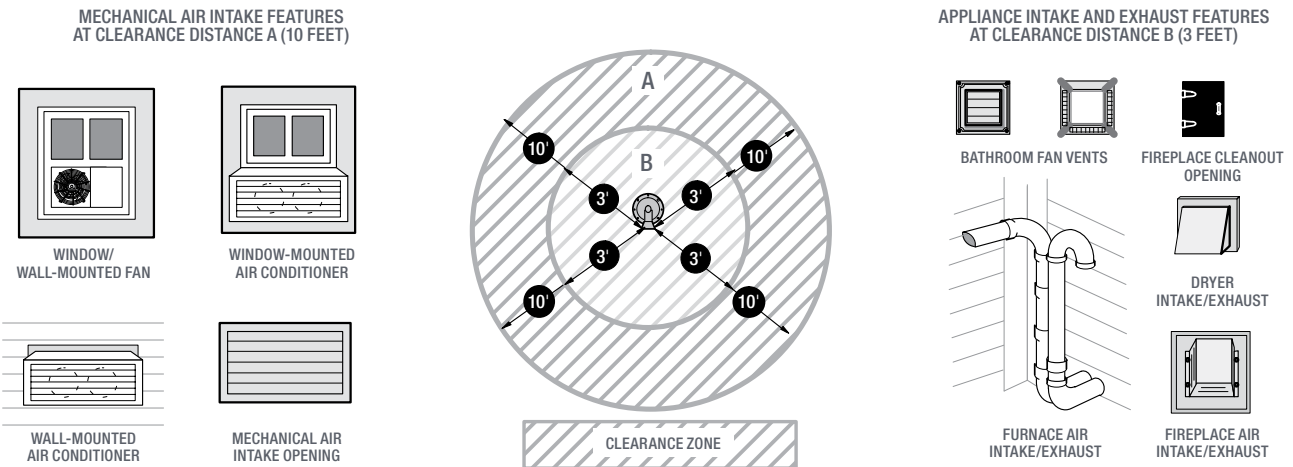 MECHANICAL AIR INTAKE FEATURES
AT CLEARANCE DISTANCE A (10 FEET)
WINDOW/
WALL-MOUNTED FAN
WINDOW-MOUNTED
AIR CONDITIONER
WALL-MOUNTED
AIR CONDITIONER
MECHANICAL AIR
INTAKE OPENING
A
B
10'
10'
3'
3'
3'
3'
10'
10'
CLEARANCE ZONE
APPLIANCE INTAKE AND EXHAUST FEATURES
AT CLEARANCE DISTANCE B (3 FEET)
BATHROOM FAN VENTS
FIREPLACE CLEANOUT
OPENING
DRYER
INTAKE/EXHAUST
FURNACE AIR
INTAKE/EXHAUST
FIREPLACE AIR
INTAKE/EXHAUST